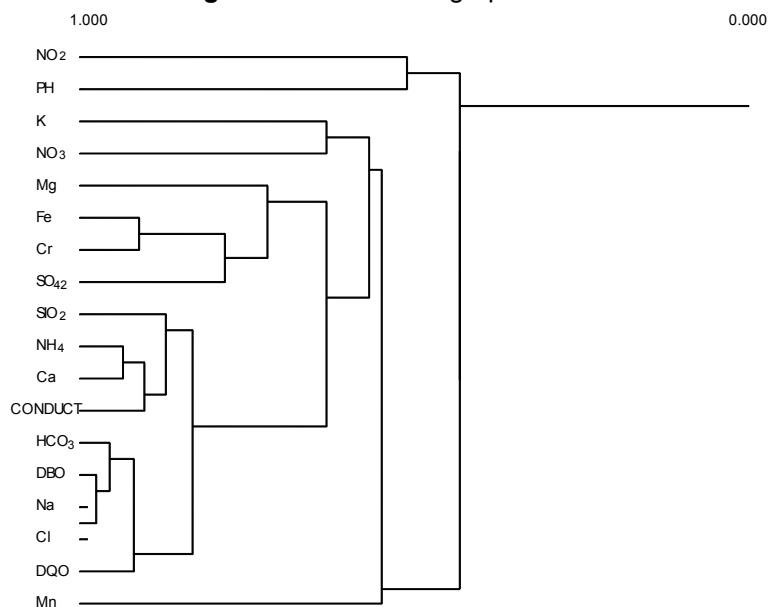 1.000 0.000
NO2
PH
K
NO3
Mg
Fe
Cr
SO42
SIO2
NH4
Ca
CONDUCT
HCO3
DBO
Na
Cl
DQO
Mn